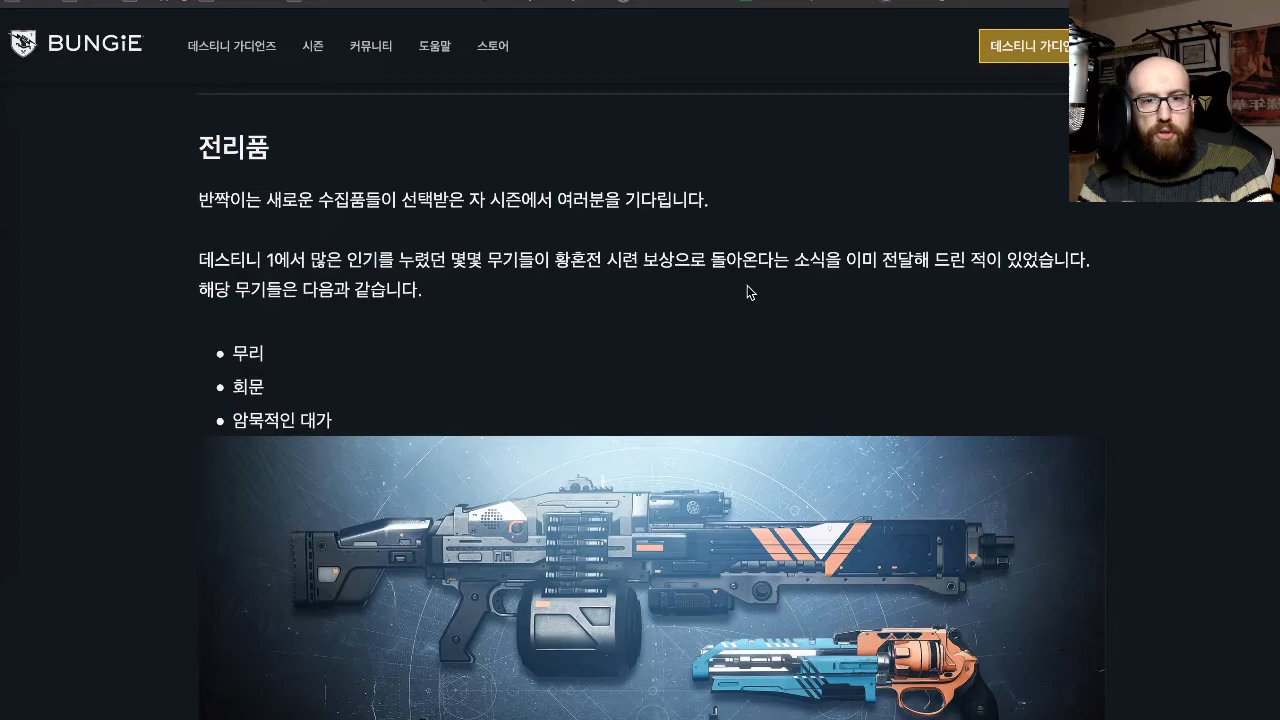 BUNGiE
데스티니 가디언즈
시즌
커뮤니티
도움말
스토어
데스티니 가디언
전리품
반짝이는 새로운 수집품들이 선택받은 자 시즌에서 여러분을 기다립니다.
데스티니 1에서 많은 인기를 누렸던 몇몇 무기들이 황혼전 시련 보상으로 돌아온다는 소식을 이미 전달해 드린 적이 있었습니다.
해당 무기들은 다음과 같습니다.
무리
회문
암묵적인 대가